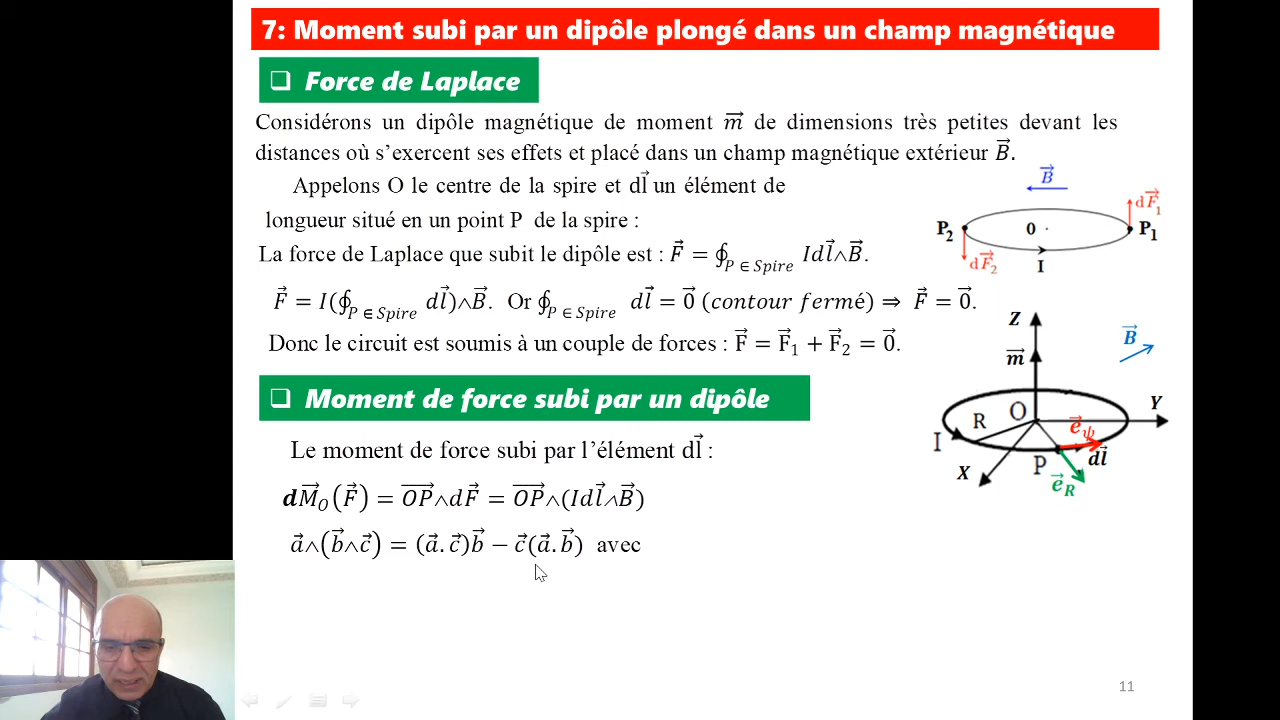 7: Moment subi par un dipôle plongé dans un champ magnétique
❑ Force de Laplace
Considérons un dipôle magnétique de moment m⃗ de dimensions très petites devant les
distances où s’exercent ses effets et placé dans un champ magnétique extérieur B⃗.
Appelons O le centre de la spire et dl⃗ un élément de
longueur situé en un point P de la spire :
La force de Laplace que subit le dipôle est : F⃗ = ∮_{P ∈ Spire} Idl⃗∧B⃗.
F⃗ = I(∮_{P ∈ Spire} dl⃗)∧B⃗. Or ∮_{P ∈ Spire} dl⃗ = 0⃗ (contour fermé) ⇒ F⃗ = 0⃗.
Donc le circuit est soumis à un couple de forces : F⃗ = F⃗₁ + F⃗₂ = 0⃗.
B⃗
dF⃗₁
P₂
O
P₁
dF⃗₂
I
❑ Moment de force subi par un dipôle
Le moment de force subi par l’élément dl⃗ :
dM⃗_O(F⃗) = OP⃗∧dF⃗ = OP⃗∧(Idl⃗∧B⃗)
a⃗∧(b⃗∧c⃗) = (a⃗.c⃗)b⃗ − c⃗(a⃗.b⃗) avec
Z
B⃗
m⃗
Y
O
R
e⃗_ψ
I
dl⃗
P
X
e⃗_R
11